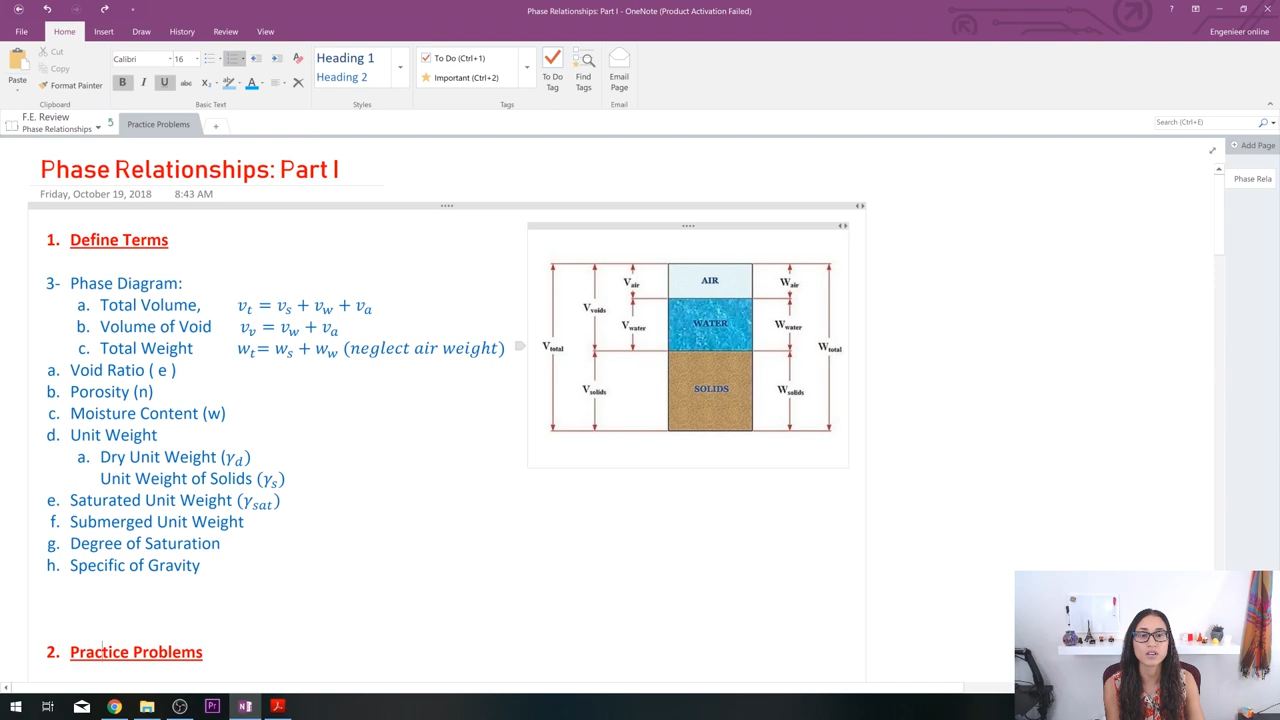 Phase Relationships: Part I - OneNote (Product Activation Failed)
File Home Insert Draw History Review View
Engenieer online
Paste
Cut
Copy
Format Painter
Clipboard
Calibri 16
B I U abc X₂ A
Basic Text
Heading 1
Heading 2
Styles
To Do (Ctrl+1)
Important (Ctrl+2)
To Do Tag
Find Tags
Tags
Email Page
Email
F.E. Review
Phase Relationships
Practice Problems
Search (Ctrl+E)
Add Page
Phase Rela
Phase Relationships: Part I
Friday, October 19, 2018 8:43 AM
1. Define Terms
3- Phase Diagram:
a. Total Volume, v_t = v_s + v_w + v_a
b. Volume of Void v_v = v_w + v_a
c. Total Weight w_t= w_s + w_w (neglect air weight)
a. Void Ratio ( e )
b. Porosity (n)
c. Moisture Content (w)
d. Unit Weight
a. Dry Unit Weight (γ_d)
Unit Weight of Solids (γ_s)
e. Saturated Unit Weight (γ_sat)
f. Submerged Unit Weight
g. Degree of Saturation
h. Specific of Gravity
2. Practice Problems
V_air AIR W_air
V_voids
V_water WATER W_water
V_total W_total
V_solids SOLIDS W_solids
Pr